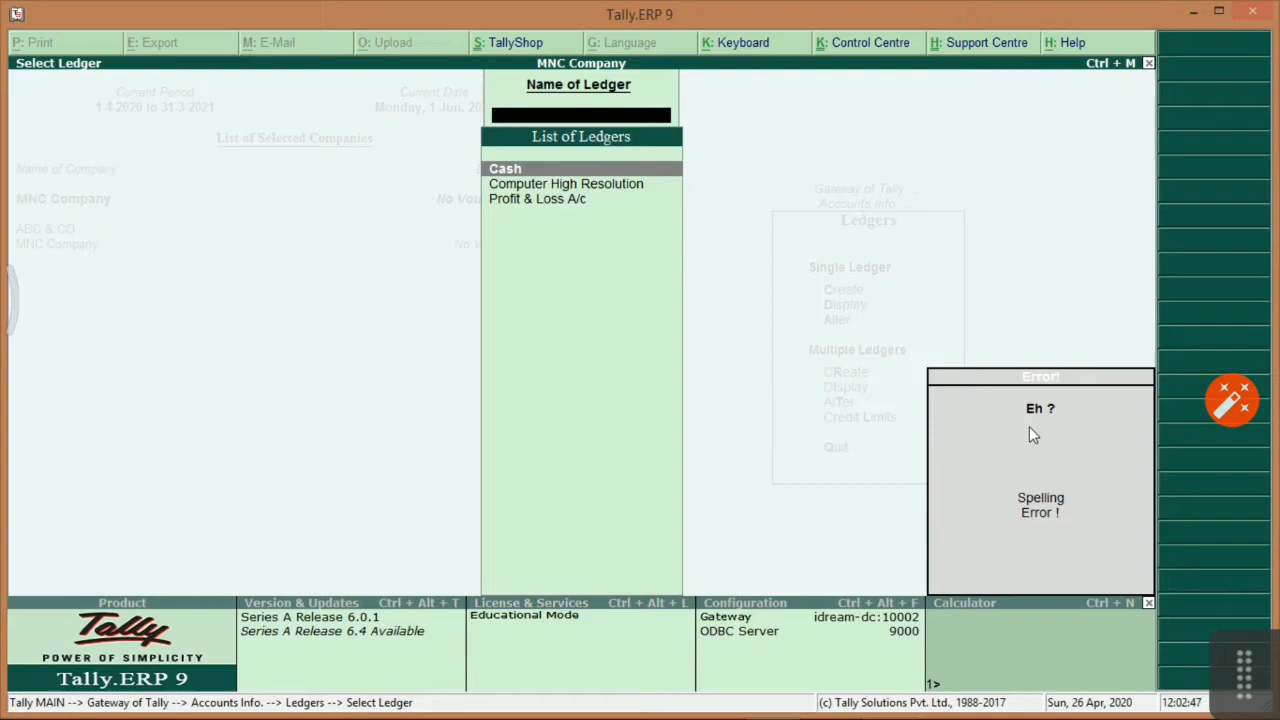 Tally.ERP 9
P: Print
E: Export
M: E-Mail
O: Upload
S: TallyShop
G: Language
K: Keyboard
K: Control Centre
H: Support Centre
H: Help
Select Ledger
MNC Company
Ctrl + M
Current Period
1-4-2020 to 31-3-2021
Current Date
Monday, 1 Jun, 20
List of Selected Companies
Name of Company
MNC Company
No Vou
ABC & CO
MNC Company
No V
Name of Ledger
List of Ledgers
Cash
Computer High Resolution
Profit & Loss A/c
Gateway of Tally
Accounts Info.
Ledgers
Single Ledger
Create
Display
Alter
Multiple Ledgers
CReate
DIsplay
AlTer
Credit Limits
Quit
Error!
Eh ?
Spelling
Error !
Product
Tally
POWER OF SIMPLICITY
Tally.ERP 9
Version & Updates Ctrl + Alt + T
Series A Release 6.0.1
Series A Release 6.4 Available
License & Services Ctrl + Alt + L
Educational Mode
Configuration Ctrl + Alt + F
Gateway idream-dc:10002
ODBC Server 9000
Calculator Ctrl + N
1>
Tally MAIN --> Gateway of Tally --> Accounts Info. --> Ledgers --> Select Ledger
(c) Tally Solutions Pvt. Ltd., 1988-2017
Sun, 26 Apr, 2020
12:02:47